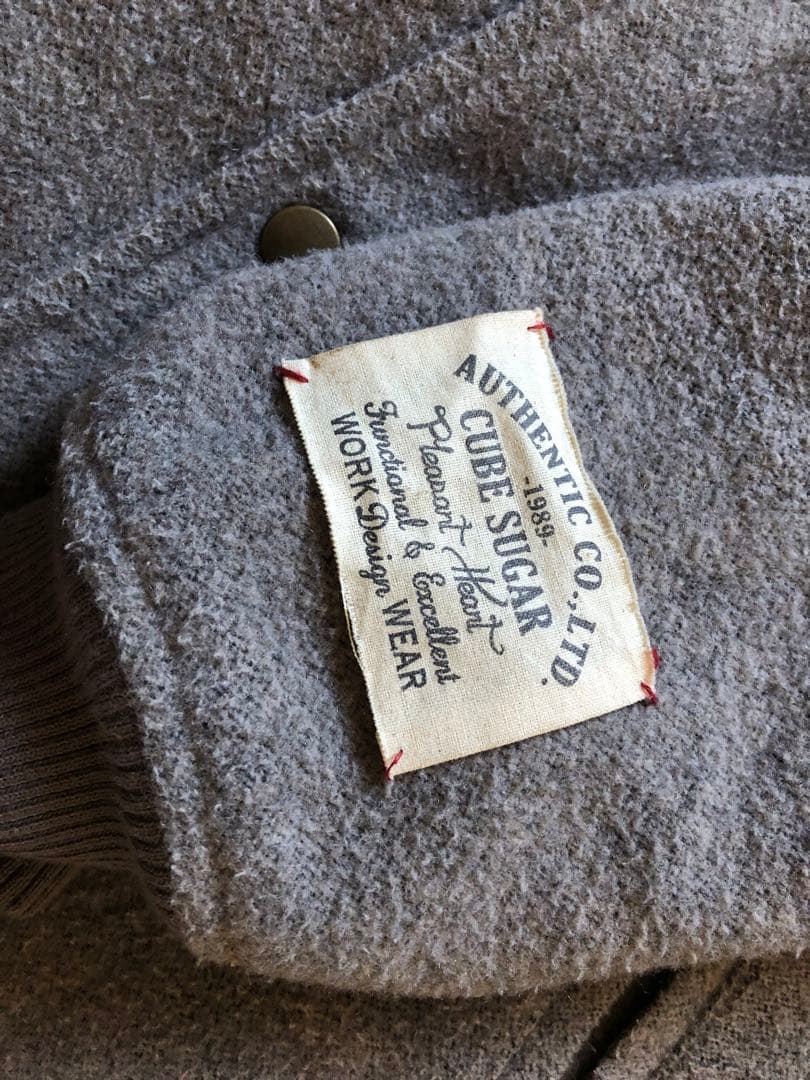 AUTHENTIC CO., LTD.
-1989-
CUBE SUGAR
Pleasant Heart
Functional & Excellent
WORK Design WEAR